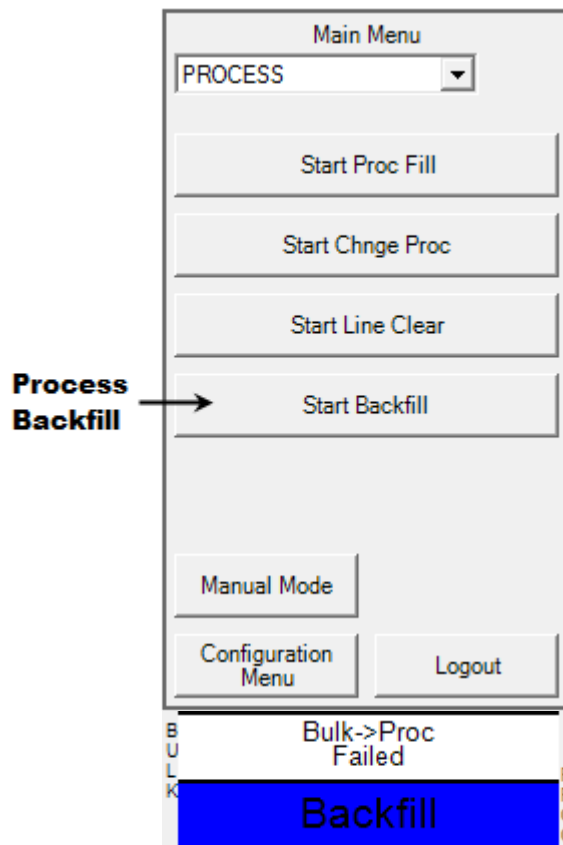 Main Menu
PROCESS
Start Proc Fill
Start Chnge Proc
Start Line Clear
Process
Backfill
Start Backfill
Manual Mode
Configuration
Menu
Logout
BULK
Bulk->Proc
Failed
Backfill